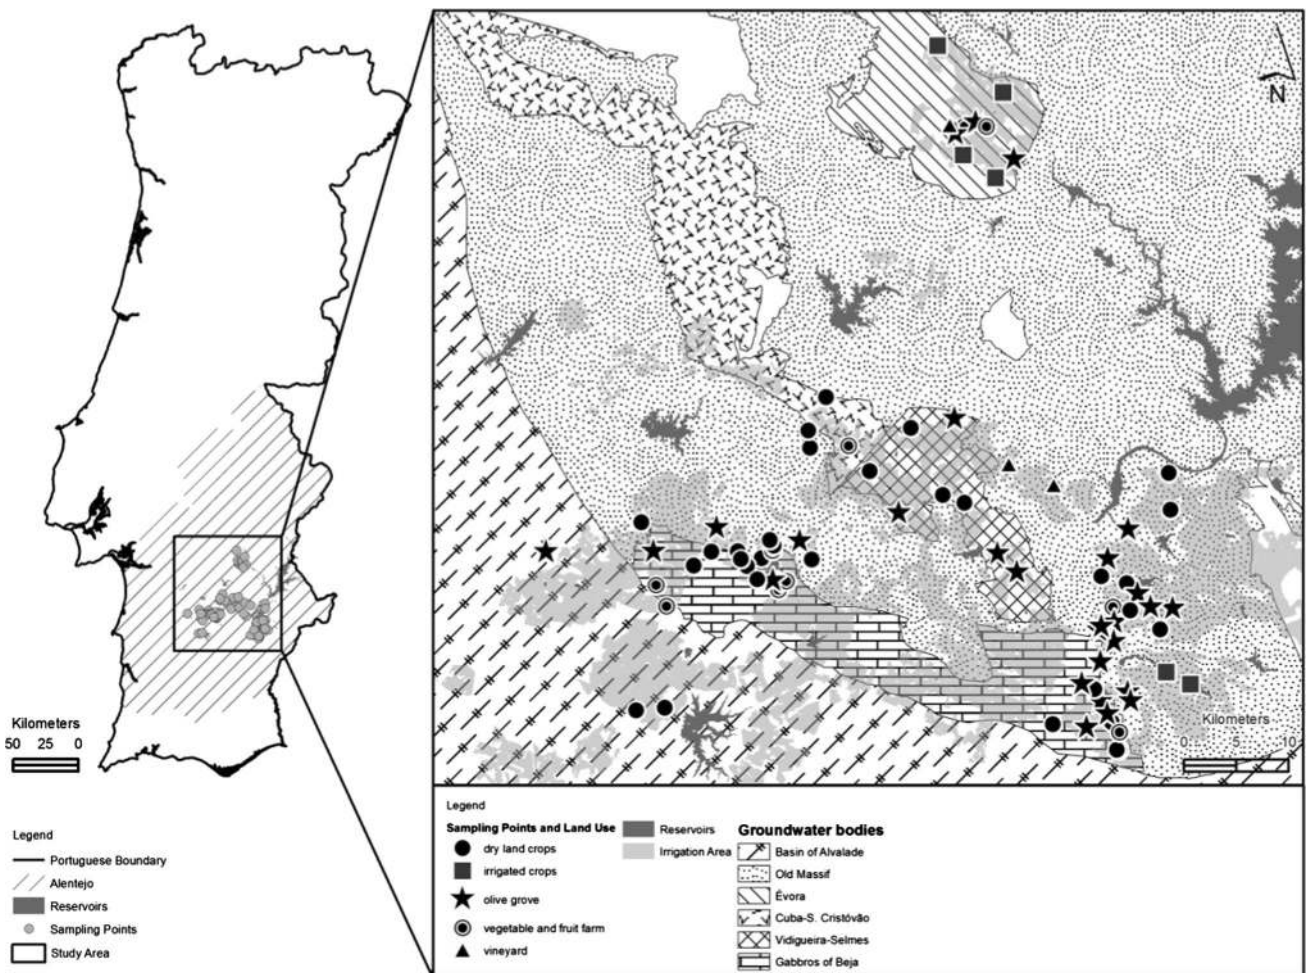 N
Kilometers
0 5 10
Kilometers
50 25 0
Legend
Portuguese Boundary
Alentejo
Reservoirs
Sampling Points
Study Area
Legend
Sampling Points and Land Use
dry land crops
irrigated crops
olive grove
vegetable and fruit farm
vineyard
Reservoirs
Irrigation Area
Groundwater bodies
Basin of Alvalade
Old Massif
Évora
Cuba-S. Cristóvão
Vidigueira-Selmes
Gabbros of Beja